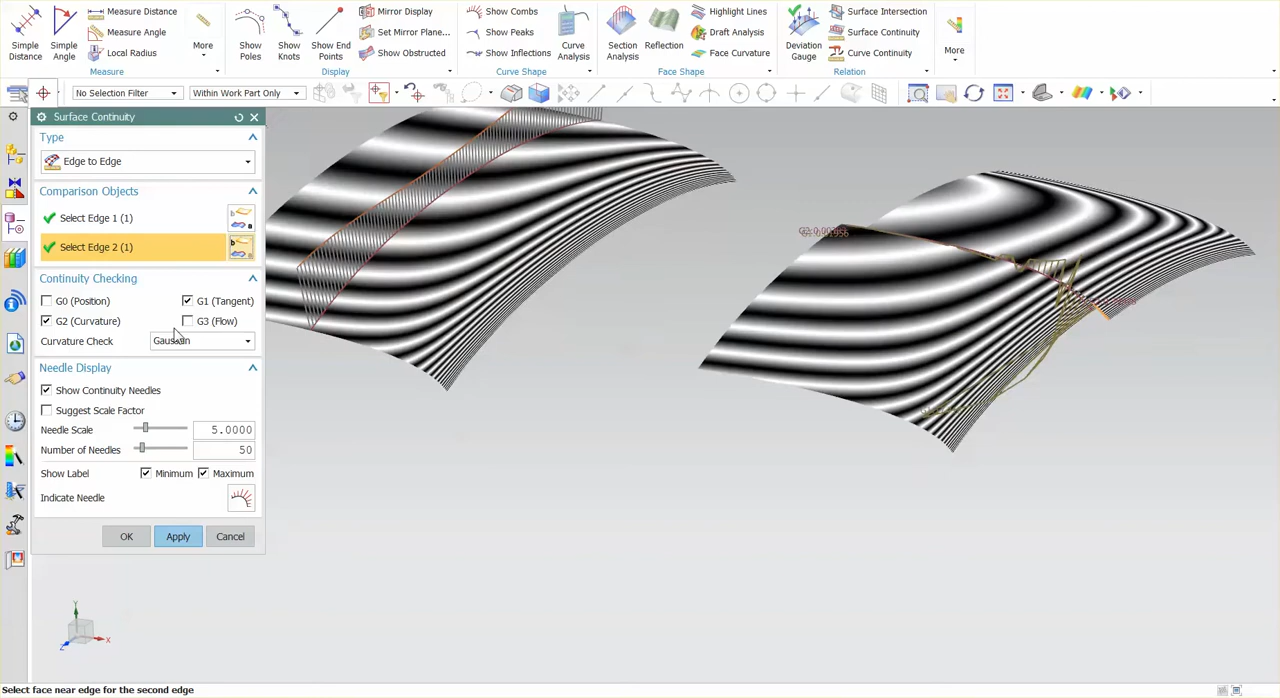 Simple Distance
Simple Angle
Measure Distance
Measure Angle
Local Radius
More
Measure
Show Poles
Show Knots
Show End Points
Mirror Display
Set Mirror Plane...
Show Obstructed
Display
Show Combs
Show Peaks
Show Inflections
Curve Analysis
Curve Shape
Section Analysis
Reflection
Highlight Lines
Draft Analysis
Face Curvature
Face Shape
Deviation Gauge
Surface Intersection
Surface Continuity
Curve Continuity
Relation
More
No Selection Filter
Within Work Part Only
Surface Continuity
Type
Edge to Edge
Comparison Objects
Select Edge 1 (1)
Select Edge 2 (1)
Continuity Checking
G0 (Position)
G1 (Tangent)
G2 (Curvature)
G3 (Flow)
Curvature Check
Gaussian
Needle Display
Show Continuity Needles
Suggest Scale Factor
Needle Scale
5.0000
Number of Needles
50
Show Label
Minimum
Maximum
Indicate Needle
OK
Apply
Cancel
Y
X
Z
Select face near edge for the second edge